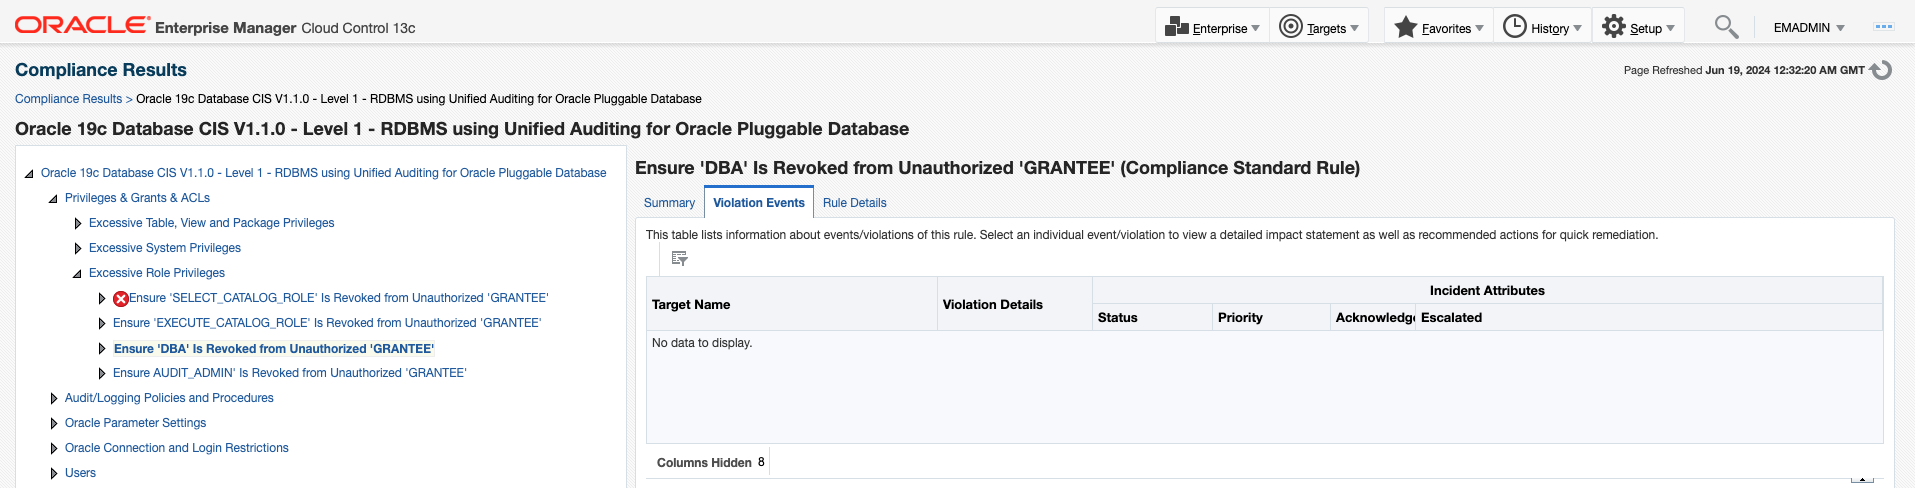 ORACLE® Enterprise Manager Cloud Control 13c
Enterprise
Targets
Favorites
History
Setup
EMADMIN
Compliance Results
Page Refreshed Jun 19, 2024 12:32:20 AM GMT
Compliance Results > Oracle 19c Database CIS V1.1.0 - Level 1 - RDBMS using Unified Auditing for Oracle Pluggable Database
Oracle 19c Database CIS V1.1.0 - Level 1 - RDBMS using Unified Auditing for Oracle Pluggable Database
Oracle 19c Database CIS V1.1.0 - Level 1 - RDBMS using Unified Auditing for Oracle Pluggable Database
Privileges & Grants & ACLs
Excessive Table, View and Package Privileges
Excessive System Privileges
Excessive Role Privileges
Ensure 'SELECT_CATALOG_ROLE' Is Revoked from Unauthorized 'GRANTEE'
Ensure 'EXECUTE_CATALOG_ROLE' Is Revoked from Unauthorized 'GRANTEE'
Ensure 'DBA' Is Revoked from Unauthorized 'GRANTEE'
Ensure AUDIT_ADMIN' Is Revoked from Unauthorized 'GRANTEE'
Audit/Logging Policies and Procedures
Oracle Parameter Settings
Oracle Connection and Login Restrictions
Users
Ensure 'DBA' Is Revoked from Unauthorized 'GRANTEE' (Compliance Standard Rule)
Summary
Violation Events
Rule Details
This table lists information about events/violations of this rule. Select an individual event/violation to view a detailed impact statement as well as recommended actions for quick remediation.
Target Name
Violation Details
Incident Attributes
Status
Priority
Acknowledge
Escalated
No data to display.
Columns Hidden 8